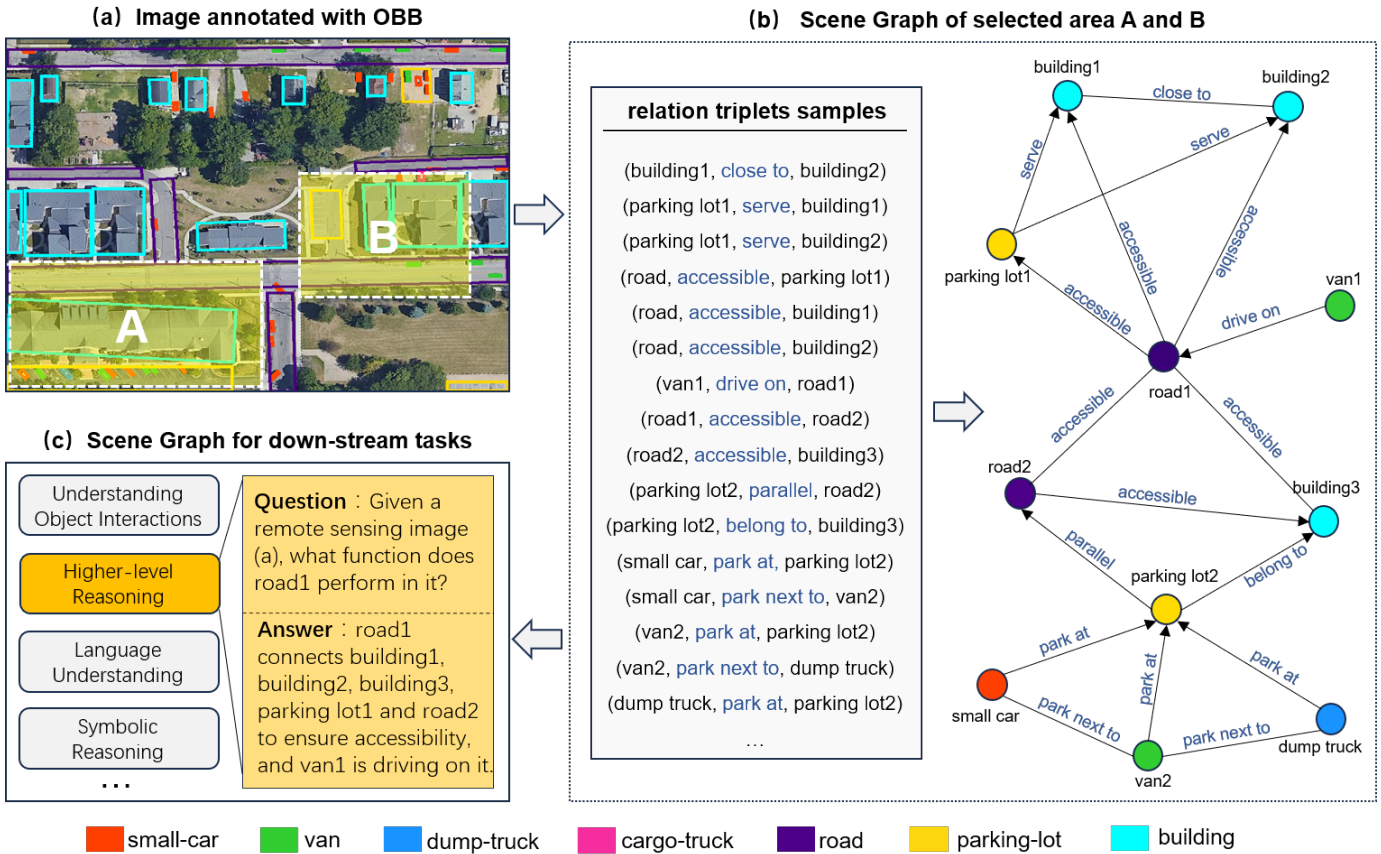 (a) Image annotated with OBB
A
B
(b) Scene Graph of selected area A and B
relation triplets samples
(building1, close to, building2)
(parking lot1, serve, building1)
(parking lot1, serve, building2)
(road, accessible, parking lot1)
(road, accessible, building1)
(road, accessible, building2)
(van1, drive on, road1)
(road1, accessible, road2)
(road2, accessible, building3)
(parking lot2, parallel, road2)
(parking lot2, belong to, building3)
(small car, park at, parking lot2)
(small car, park next to, van2)
(van2, park at, parking lot2)
(van2, park next to, dump truck)
(dump truck, park at, parking lot2)
...
building1
building2
close to
serve
serve
accessible
accessible
parking lot1
van1
accessible
drive on
road1
accessible
accessible
road2
building3
accessible
parallel
belong to
parking lot2
park at
park at
park at
small car
park next to
park next to
dump truck
van2
(c) Scene Graph for down-stream tasks
Understanding
Object Interactions
Higher-level
Reasoning
Language
Understanding
Symbolic
Reasoning
...
Question : Given a
remote sensing image
(a), what function does
road1 perform in it?
Answer : road1
connects building1,
building2, building3,
parking lot1 and road2
to ensure accessibility,
and van1 is driving on it.
small-car
van
dump-truck
cargo-truck
road
parking-lot
building